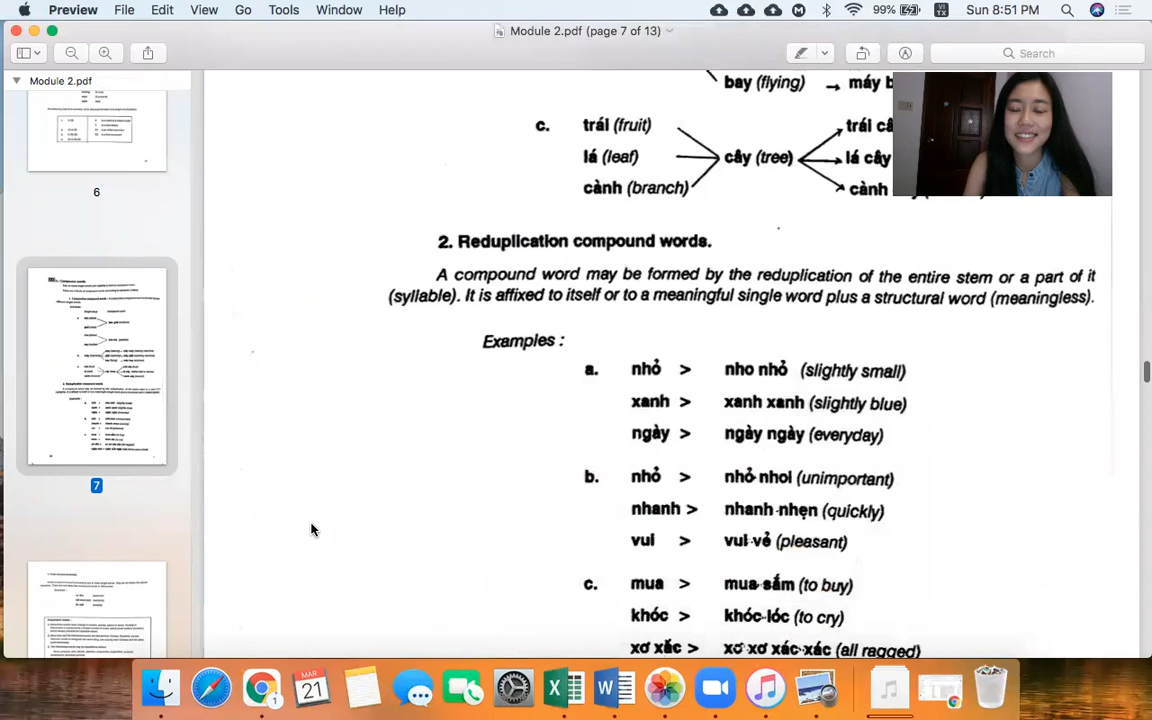 Preview File Edit View Go Tools Window Help
99%
VI
TX
Sun 8:51 PM
Module 2.pdf (page 7 of 13)
Search
Module 2.pdf
6
7
bay (flying) → máy b
c. trái (fruit) trái câ
lá (leaf) cây (tree) lá cây
cành (branch) cành
2. Reduplication compound words.
A compound word may be formed by the reduplication of the entire stem or a part of it
(syllable). It is affixed to itself or to a meaningful single word plus a structural word (meaningless).
Examples :
a. nhỏ > nho nhỏ (slightly small)
xanh > xanh xanh (slightly blue)
ngày > ngày ngày (everyday)
b. nhỏ > nhỏ nhoi (unimportant)
nhanh > nhanh nhẹn (quickly)
vui > vui vẻ (pleasant)
c. mua > mua sắm (to buy)
khóc > khóc lóc (to cry)
xơ xác > xơ xơ xác xác (all ragged)
MAR
21
1